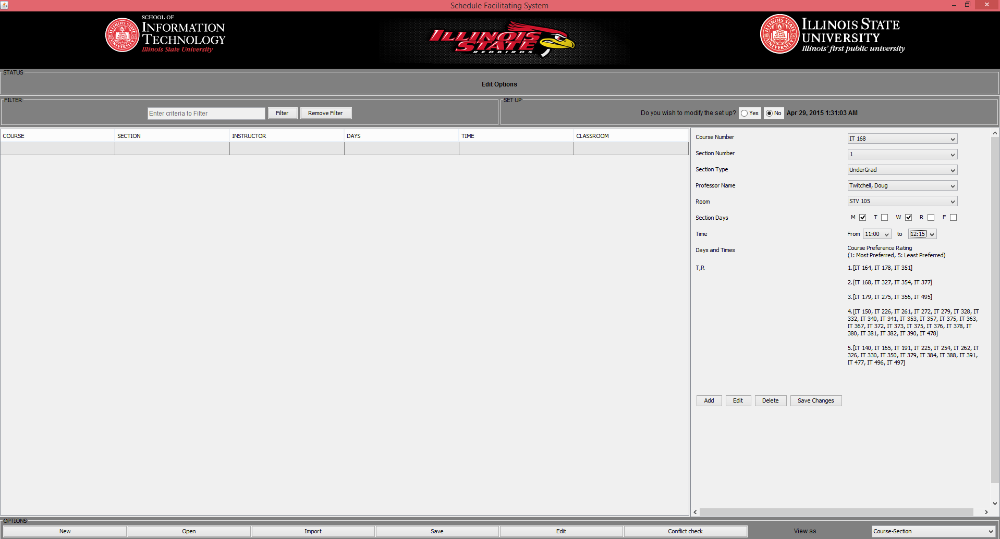 Schedule Facilitating System
SCHOOL OF
INFORMATION
TECHNOLOGY
Illinois State University
ILLINOIS
STATE
REDBIRDS
18 57
ILLINOIS STATE
UNIVERSITY
Illinois' first public university
STATUS
Edit Options
FILTER
Enter criteria to Filter Filter Remove Filter
SET UP
Do you wish to modify the set up? Yes No Apr 29, 2015 1:31:03 AM
COURSE SECTION INSTRUCTOR DAYS TIME CLASSROOM
Course Number IT 168
Section Number 1
Section Type UnderGrad
Professor Name Twitchell, Doug
Room STV 105
Section Days M T W R F
Time From 11:00 to 12:15
Days and Times Course Preference Rating
(1: Most Preferred, 5: Least Preferred)
T,R 1.[IT 164, IT 178, IT 351]
2.[IT 168, IT 327, IT 354, IT 377]
3.[IT 179, IT 275, IT 356, IT 495]
4.[IT 150, IT 226, IT 261, IT 272, IT 279, IT 328, IT
332, IT 340, IT 341, IT 353, IT 357, IT 375, IT 363,
IT 367, IT 372, IT 373, IT 375, IT 376, IT 378, IT
380, IT 381, IT 382, IT 390, IT 478]
5.[IT 140, IT 165, IT 191, IT 225, IT 254, IT 262, IT
326, IT 330, IT 350, IT 379, IT 384, IT 388, IT 391,
IT 477, IT 496, IT 497]
Add Edit Delete Save Changes
OPTIONS
New Open Import Save Edit Conflict check View as Course-Section